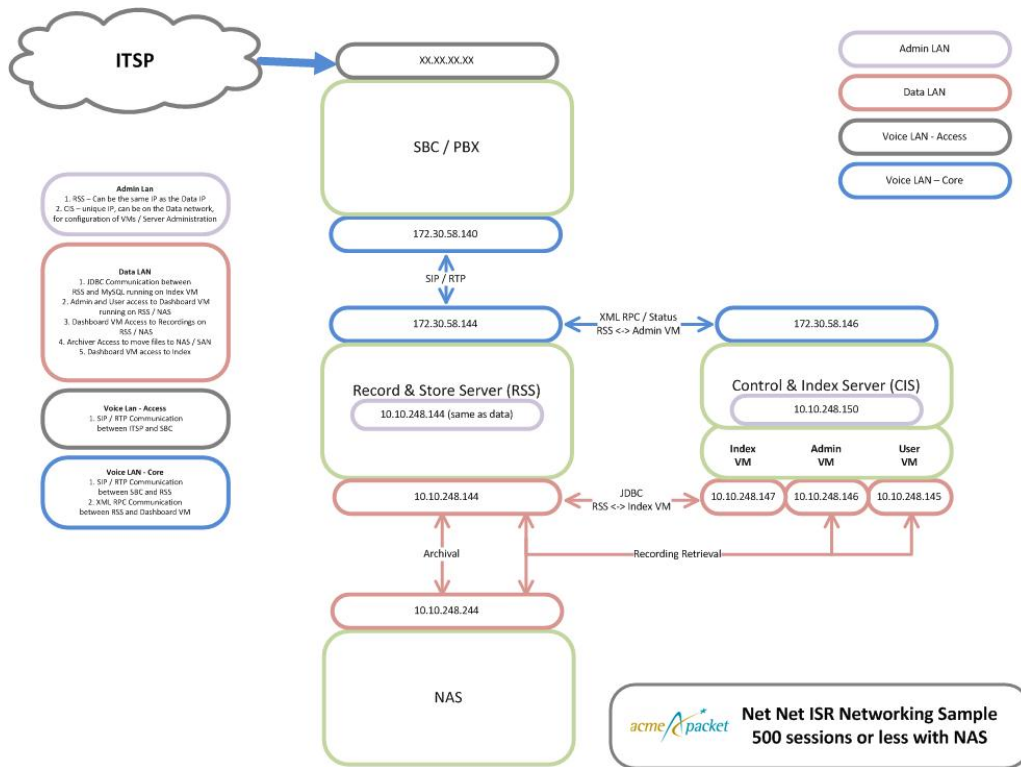 ITSP
XX.XX.XX.XX
SBC / PBX
172.30.58.140
SIP / RTP
172.30.58.144
XML RPC / Status
RSS <-> Admin VM
172.30.58.146
Record & Store Server (RSS)
10.10.248.144 (same as data)
Control & Index Server (CIS)
10.10.248.150
Index
VM
Admin
VM
User
VM
10.10.248.144
JDBC
RSS <-> Index VM
10.10.248.147
10.10.248.146
10.10.248.145
Archival
Recording Retrieval
10.10.248.244
NAS
Admin LAN
Data LAN
Voice LAN - Access
Voice LAN – Core
Admin Lan
1. RSS – Can be the same IP as the Data IP
2. CIS – unique IP, can be on the Data network,
for configuration of VMs / Server Administration
Data LAN
1. JDBC Communication between
RSS and MySQL running on Index VM
2. Admin and User access to Dashboard VM
running on RSS / NAS
3. Dashboard VM Access to Recordings on
RSS / NAS
4. Archiver Access to move files to NAS / SAN
5. Dashboard VM access to Index
Voice Lan - Access
1. SIP / RTP Communication
between ITSP and SBC
Voice LAN - Core
1. SIP / RTP Communication
between SBC and RSS
2. XML RPC Communication
between RSS and Dashboard VM
acme packet
Net Net ISR Networking Sample
500 sessions or less with NAS